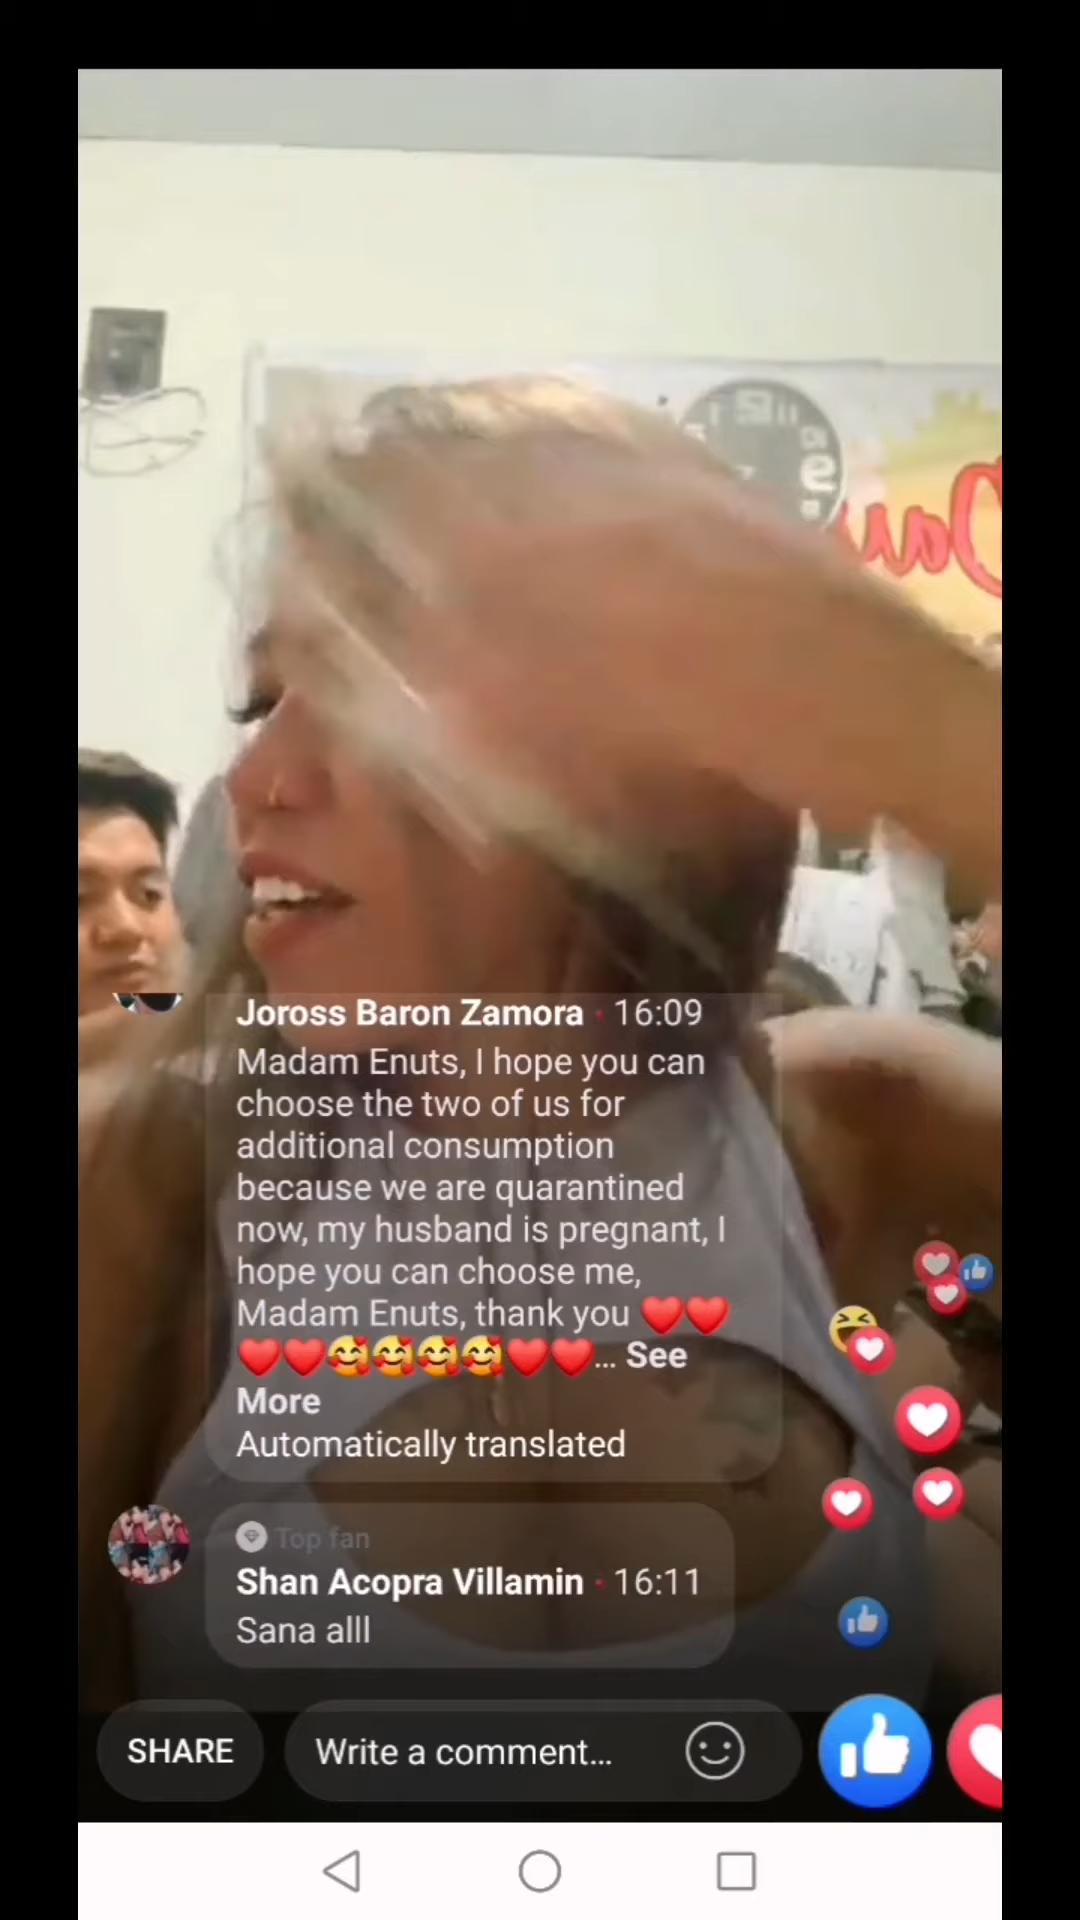 Joross Baron Zamora · 16:09
Madam Enuts, I hope you can
choose the two of us for
additional consumption
because we are quarantined
now, my husband is pregnant, I
hope you can choose me,
Madam Enuts, thank you ❤️❤️
❤️❤️🥰🥰🥰🥰❤️❤️... See
More
Automatically translated
Top fan
Shan Acopra Villamin · 16:11
Sana alll
SHARE
Write a comment...